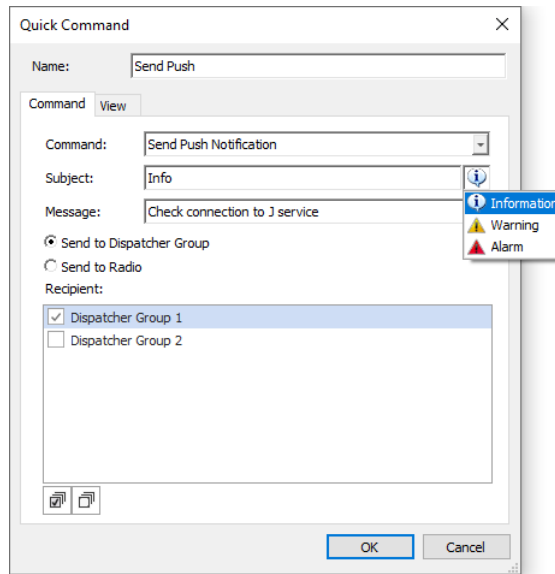 Quick Command
Name: Send Push
Command View
Command: Send Push Notification
Subject: Info
Information
Message: Check connection to J service
Warning
Alarm
Send to Dispatcher Group
Send to Radio
Recipient:
Dispatcher Group 1
Dispatcher Group 2
OK Cancel